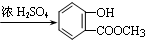 浓 H₂SO₄
OH
COOCH₃